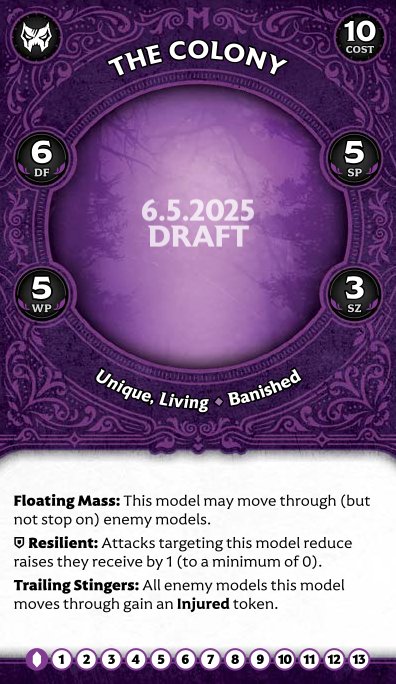 10
COST
THE COLONY
6
DF
5
SP
6.5.2025
DRAFT
5
WP
3
SZ
Unique, Living ◆ Banished
Floating Mass: This model may move through (but
not stop on) enemy models.
Resilient: Attacks targeting this model reduce
raises they receive by 1 (to a minimum of 0).
Trailing Stingers: All enemy models this model
moves through gain an Injured token.
1 2 3 4 5 6 7 8 9 10 11 12 13